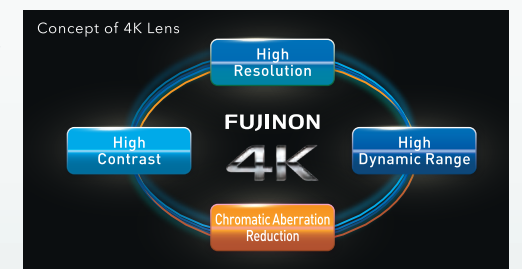 Concept of 4K Lens
High
Resolution
High
Contrast
FUJINON
4K
High
Dynamic Range
Chromatic Aberration
Reduction